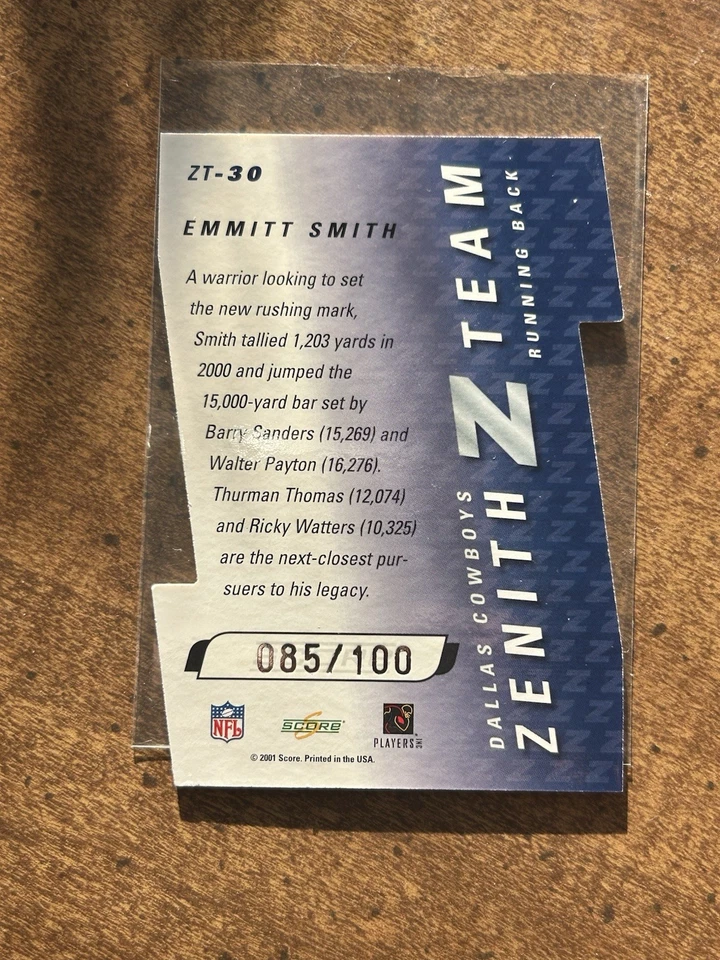 ZT-30
EMMITT SMITH
A warrior looking to set
the new rushing mark,
Smith tallied 1,203 yards in
2000 and jumped the
15,000-yard bar set by
Barry Sanders (15,269) and
Walter Payton (16,276).
Thurman Thomas (12,074)
and Ricky Watters (10,325)
are the next-closest pur-
suers to his legacy.
085/100
NFL
SCORE
PLAYERS INC
© 2001 Score. Printed in the USA.
DALLAS COWBOYS
ZENITH Z TEAM
RUNNING BACK